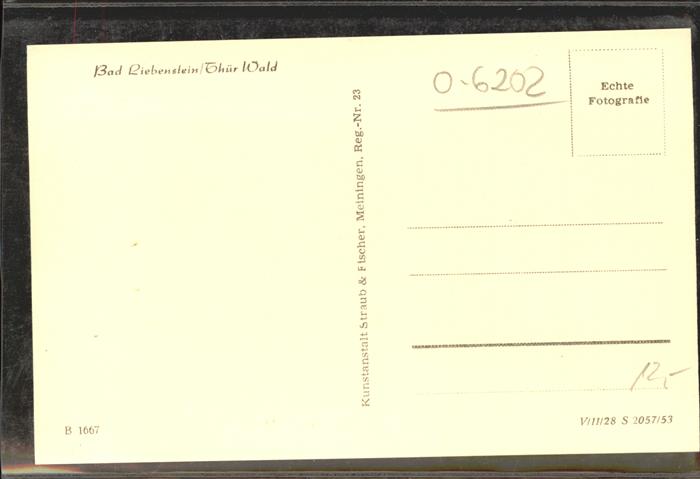 Bad Liebenstein/Thür Wald
O-6202
Echte
Fotografie
Kunstanstalt Straub & Fischer, Meiningen, Reg.-Nr. 23
12,-
B 1667
V/11/28 S 2057/53